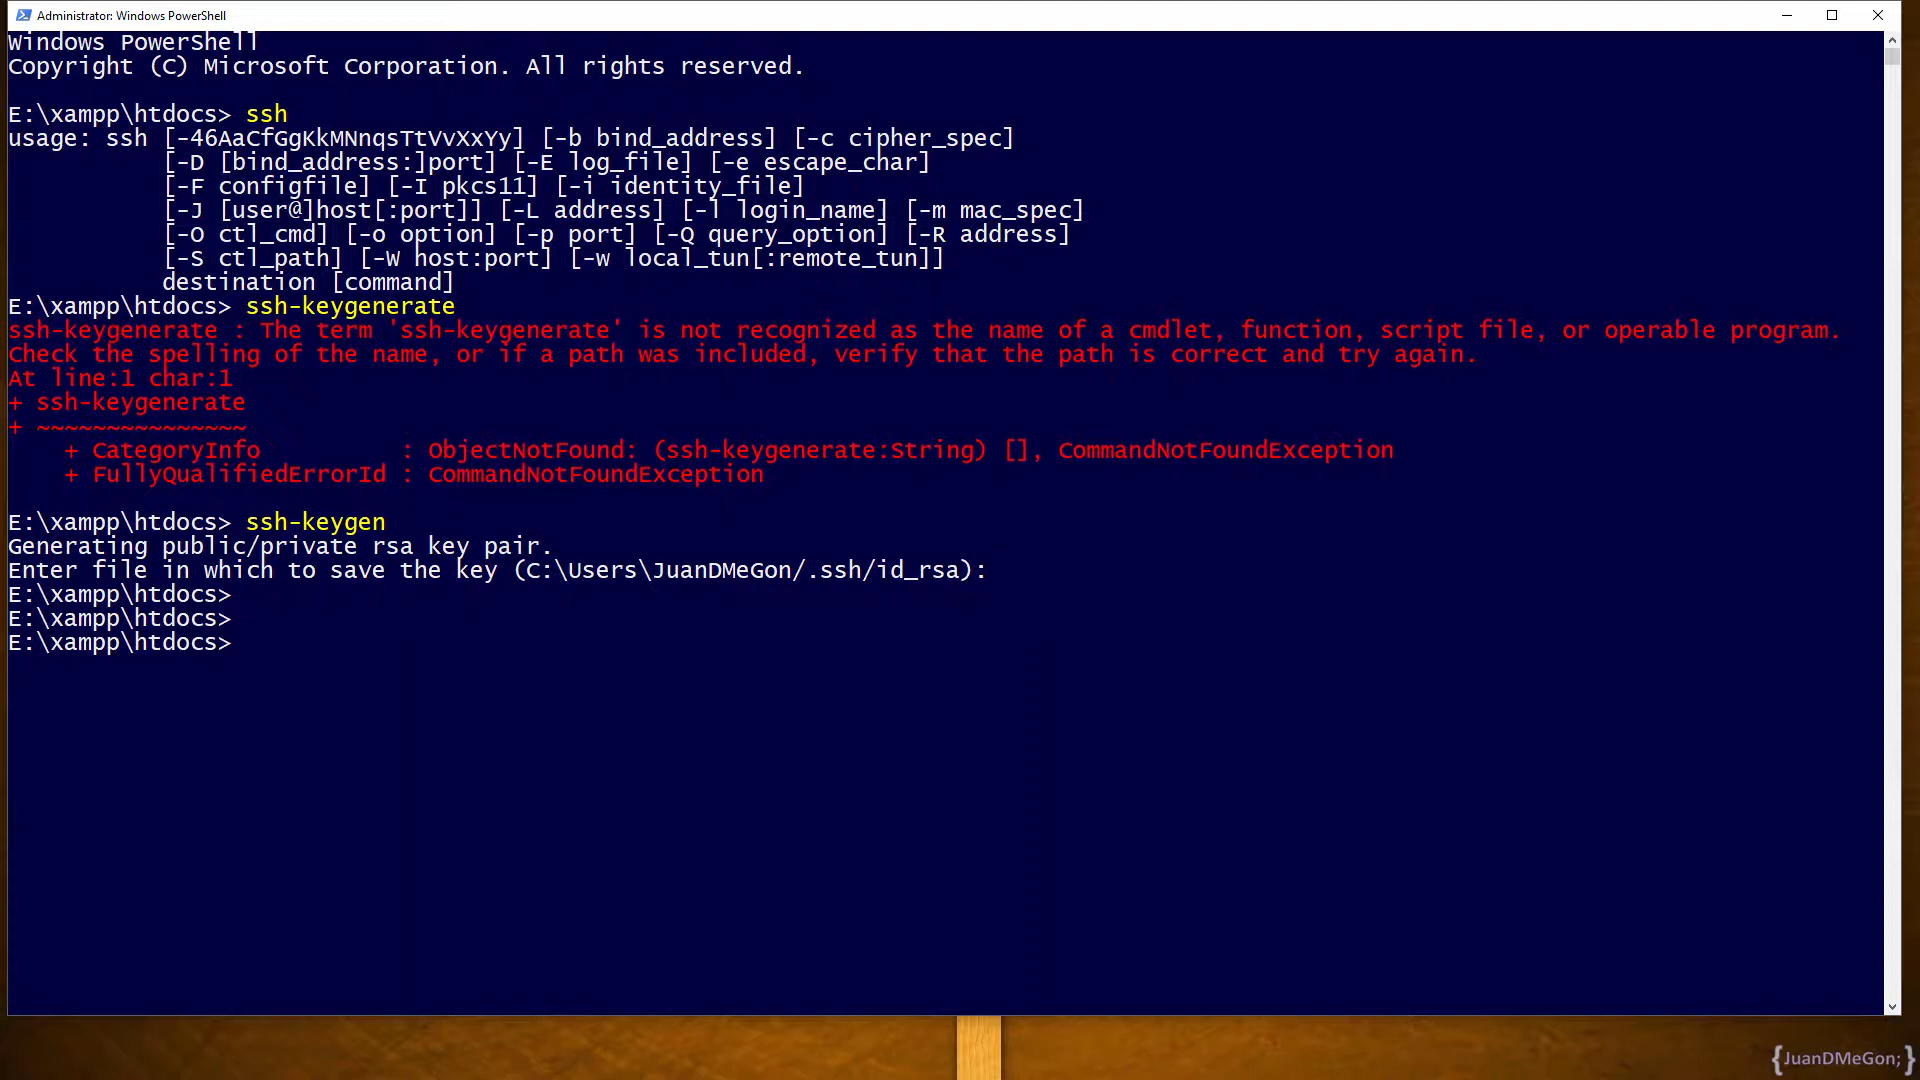 Administrator: Windows PowerShell
Windows PowerShell
Copyright (C) Microsoft Corporation. All rights reserved.
E:\xampp\htdocs> ssh
usage: ssh [-46AaCfGgKkMNnqsTtVvXxYy] [-b bind_address] [-c cipher_spec]
[-D [bind_address:]port] [-E log_file] [-e escape_char]
[-F configfile] [-I pkcs11] [-i identity_file]
[-J [user@]host[:port]] [-L address] [-l login_name] [-m mac_spec]
[-O ctl_cmd] [-o option] [-p port] [-Q query_option] [-R address]
[-S ctl_path] [-W host:port] [-w local_tun[:remote_tun]]
destination [command]
E:\xampp\htdocs> ssh-keygenerate
ssh-keygenerate : The term 'ssh-keygenerate' is not recognized as the name of a cmdlet, function, script file, or operable program.
Check the spelling of the name, or if a path was included, verify that the path is correct and try again.
At line:1 char:1
+ ssh-keygenerate
+ ~~~~~~~~~~~~~~~
+ CategoryInfo : ObjectNotFound: (ssh-keygenerate:String) [], CommandNotFoundException
+ FullyQualifiedErrorId : CommandNotFoundException
E:\xampp\htdocs> ssh-keygen
Generating public/private rsa key pair.
Enter file in which to save the key (C:\Users\JuanDMeGon/.ssh/id_rsa):
E:\xampp\htdocs>
E:\xampp\htdocs>
E:\xampp\htdocs>
{JuanDMeGon;}